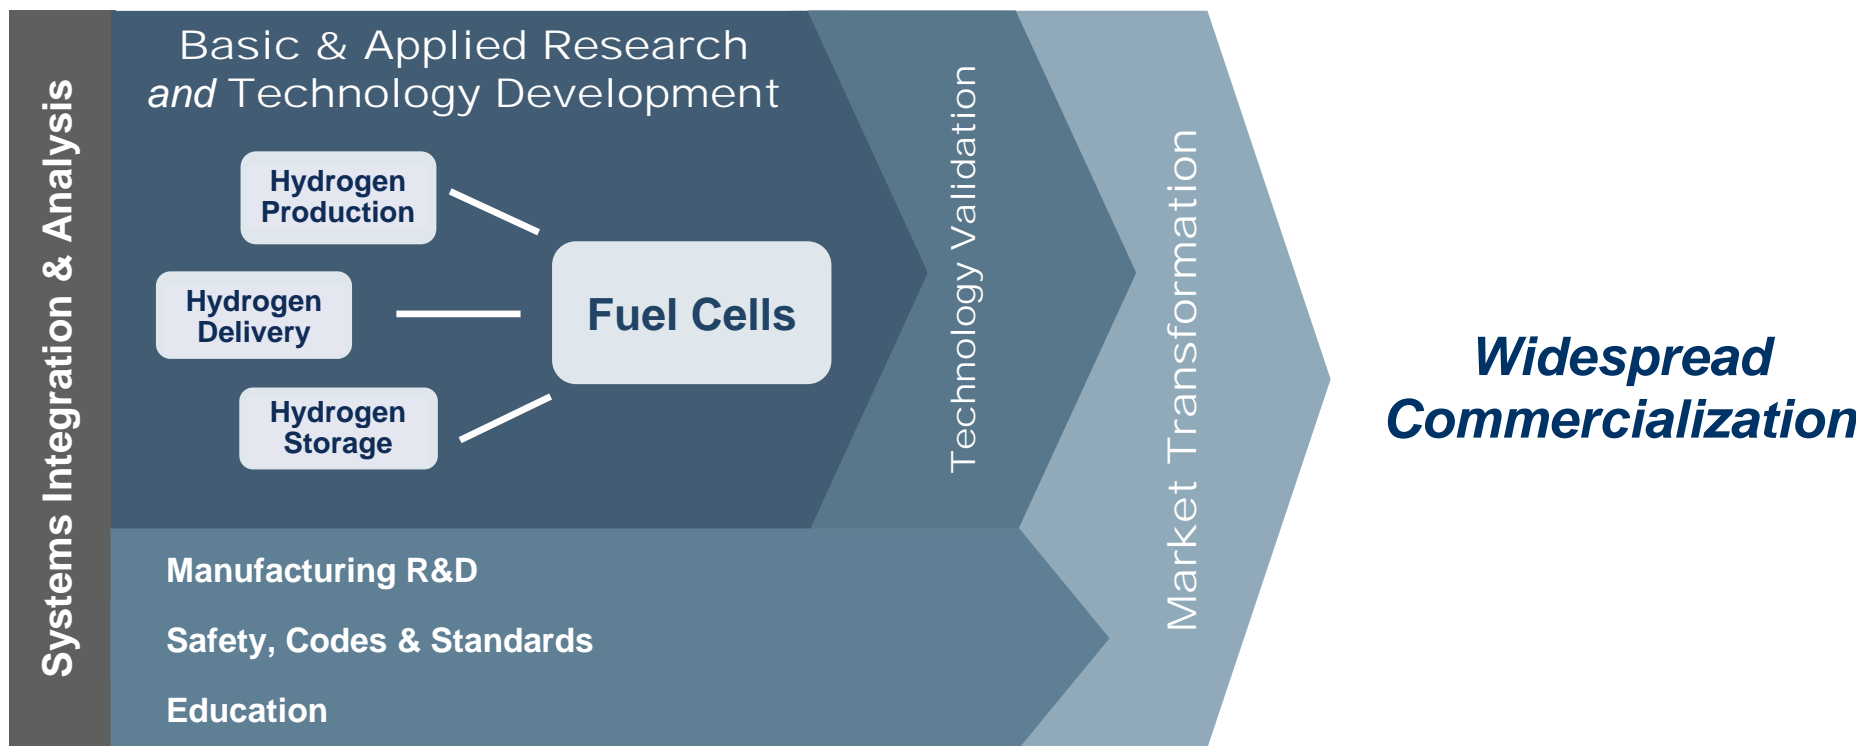 Systems Integration & Analysis
Basic & Applied Research
and Technology Development
Hydrogen
Production
Hydrogen
Delivery
Hydrogen
Storage
Fuel Cells
Technology Validation
Market Transformation
Manufacturing R&D
Safety, Codes & Standards
Education
Widespread
Commercialization